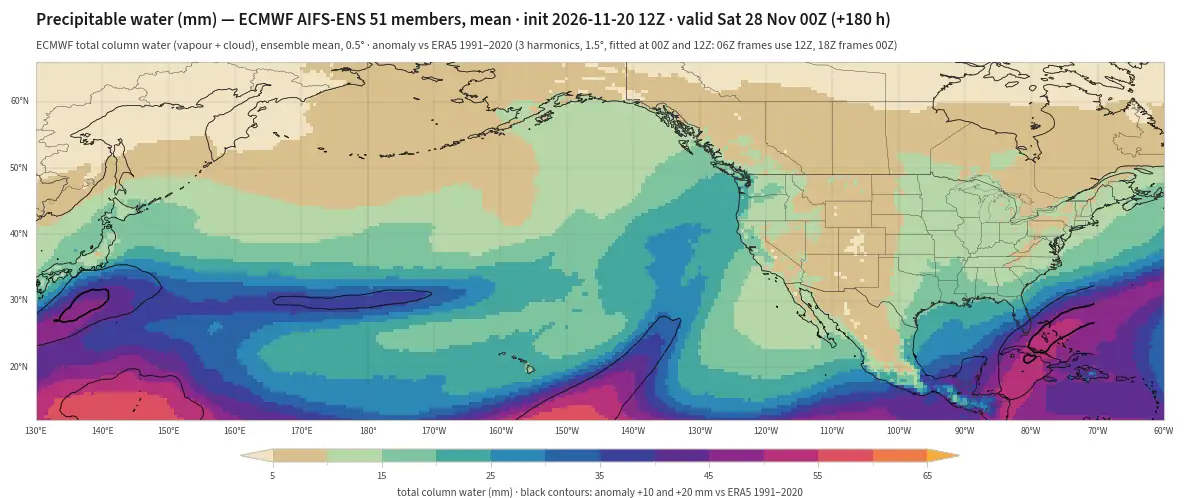 Precipitable water (mm) — ECMWF AIFS-ENS 51 members, mean · init 2026-11-20 12Z · valid Sat 28 Nov 00Z (+180 h)
ECMWF total column water (vapour + cloud), ensemble mean, 0.5° · anomaly vs ERA5 1991–2020 (3 harmonics, 1.5°, fitted at 00Z and 12Z: 06Z frames use 12Z, 18Z frames 00Z)
60°N
50°N
40°N
30°N
20°N
130°E 140°E 150°E 160°E 170°E 180° 170°W 160°W 150°W 140°W 130°W 120°W 110°W 100°W 90°W 80°W 70°W 60°W
5 15 25 35 45 55 65
total column water (mm) · black contours: anomaly +10 and +20 mm vs ERA5 1991–2020